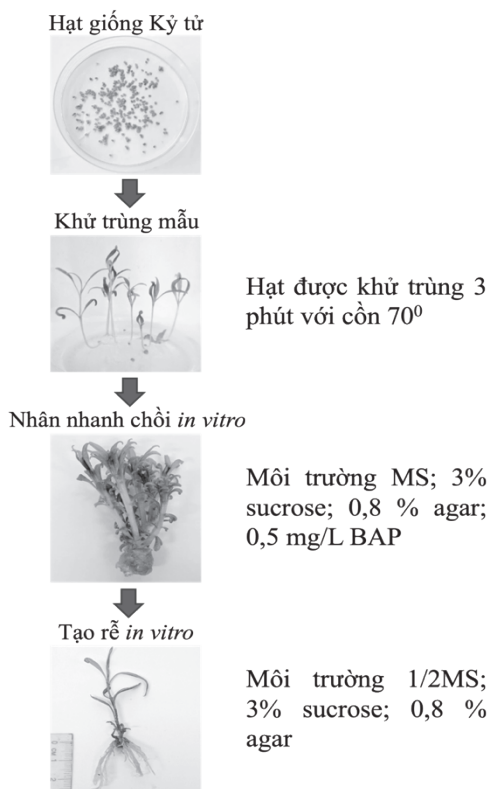 Hạt giống Kỷ tử
Khử trùng mẫu
Hạt được khử trùng 3
phút với cồn 70⁰
Nhân nhanh chồi in vitro
Môi trường MS; 3%
sucrose; 0,8 % agar;
0,5 mg/L BAP
Tạo rễ in vitro
Môi trường 1/2MS;
3% sucrose; 0,8 %
agar